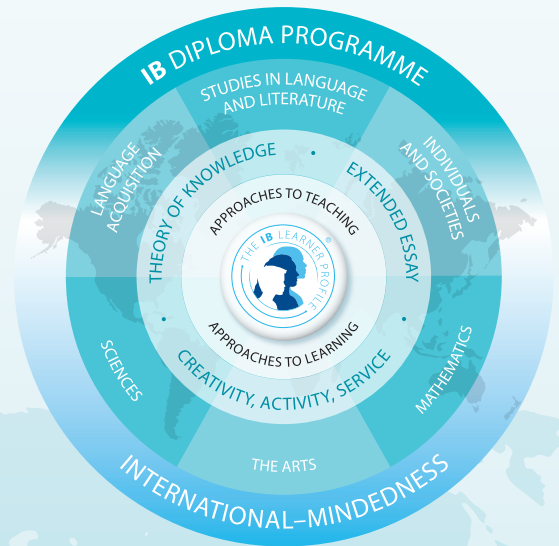 IB DIPLOMA PROGRAMME
STUDIES IN LANGUAGE
AND LITERATURE
LANGUAGE
ACQUISITION
INDIVIDUALS
AND SOCIETIES
THEORY OF KNOWLEDGE
•
EXTENDED ESSAY
APPROACHES TO TEACHING
THE IB LEARNER PROFILE
®
APPROACHES TO LEARNING
•
•
CREATIVITY, ACTIVITY, SERVICE
SCIENCES
MATHEMATICS
THE ARTS
INTERNATIONAL–MINDEDNESS